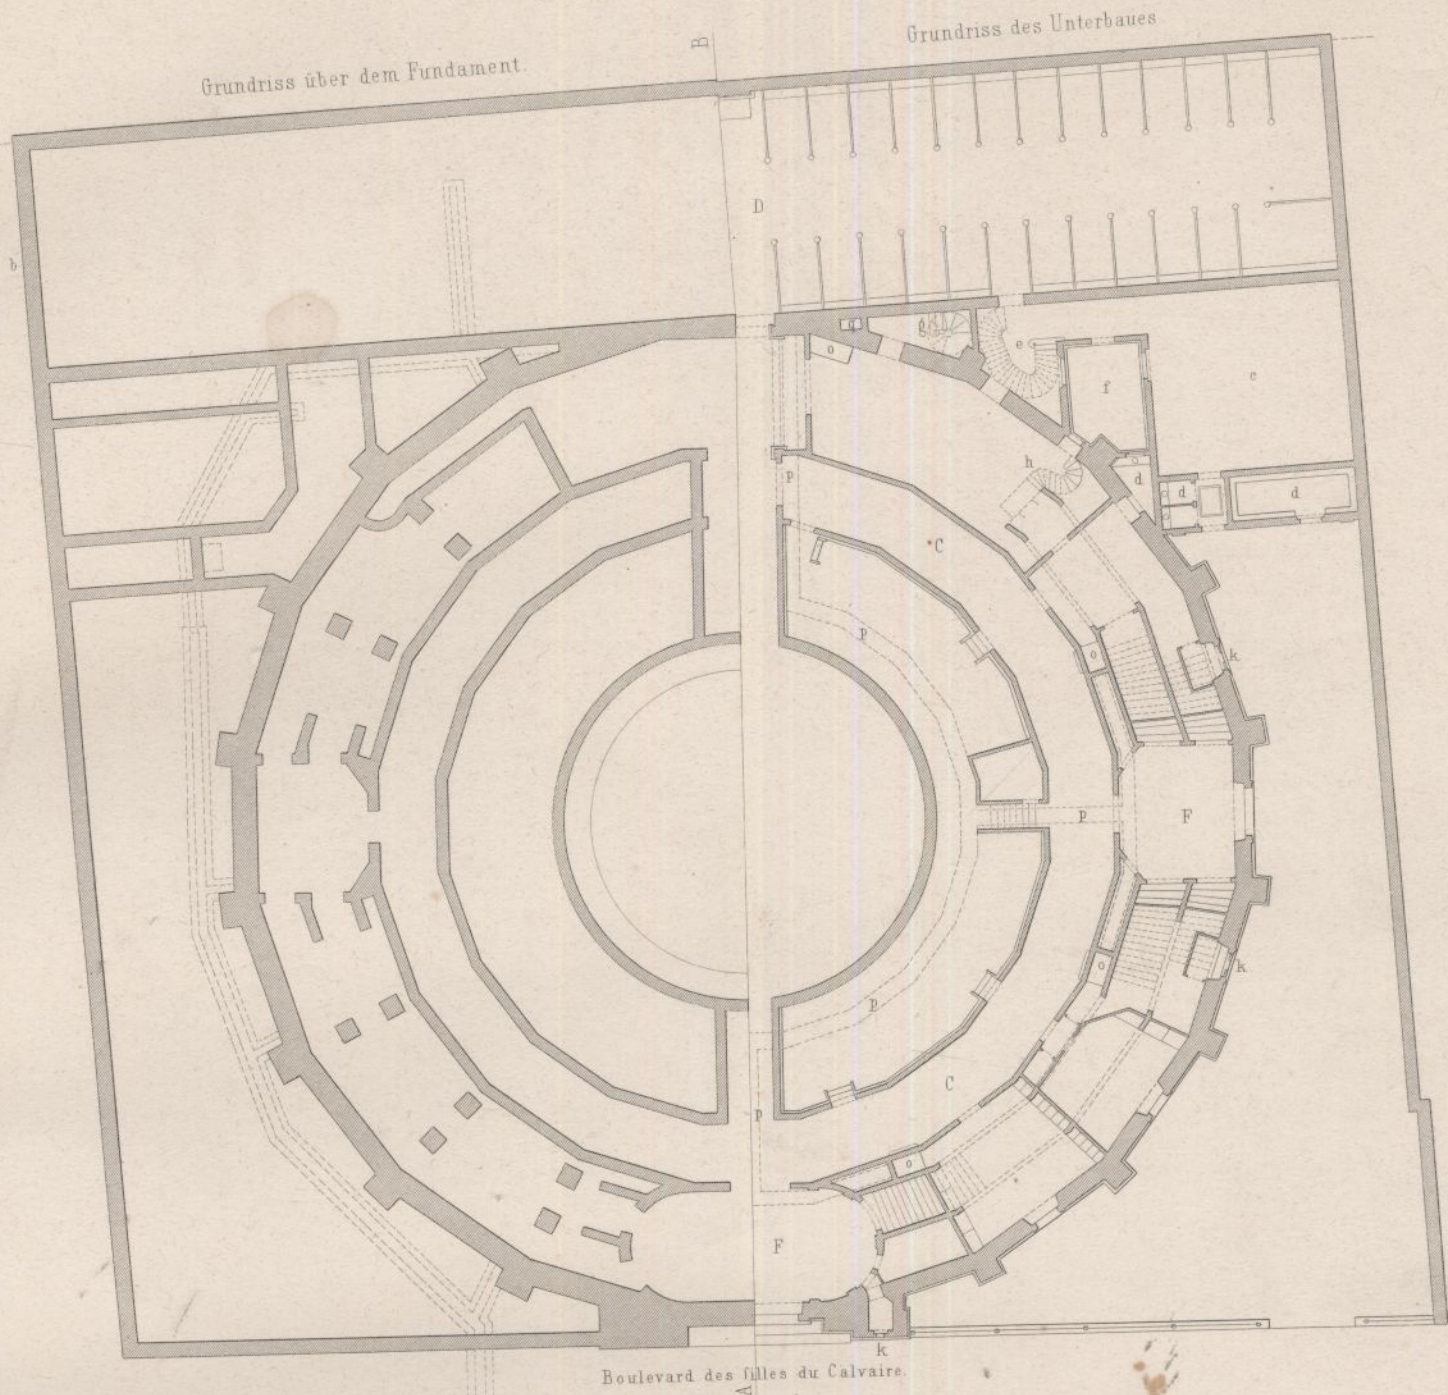 Grundriss über dem Fundament.
B
Grundriss des Unterbaues
b
D
q
g
o
e
f
c
h
d
d
d
p
C
p
o
k
p
F
o
k
p
C
p
o
F
k
Boulevard des filles du Calvaire.
A